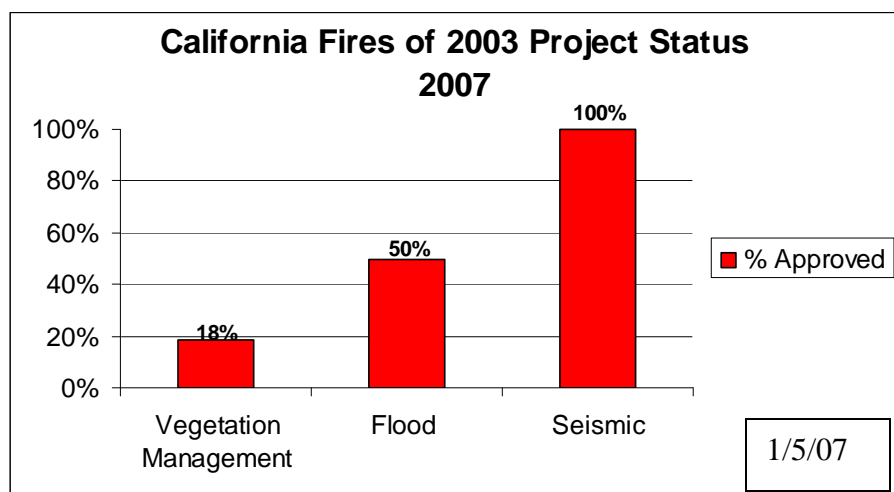 California Fires of 2003 Project Status
2007
100%
80%
60%
40%
20%
0%
18%
50%
100%
Vegetation
Management
Flood
Seismic
% Approved
1/5/07